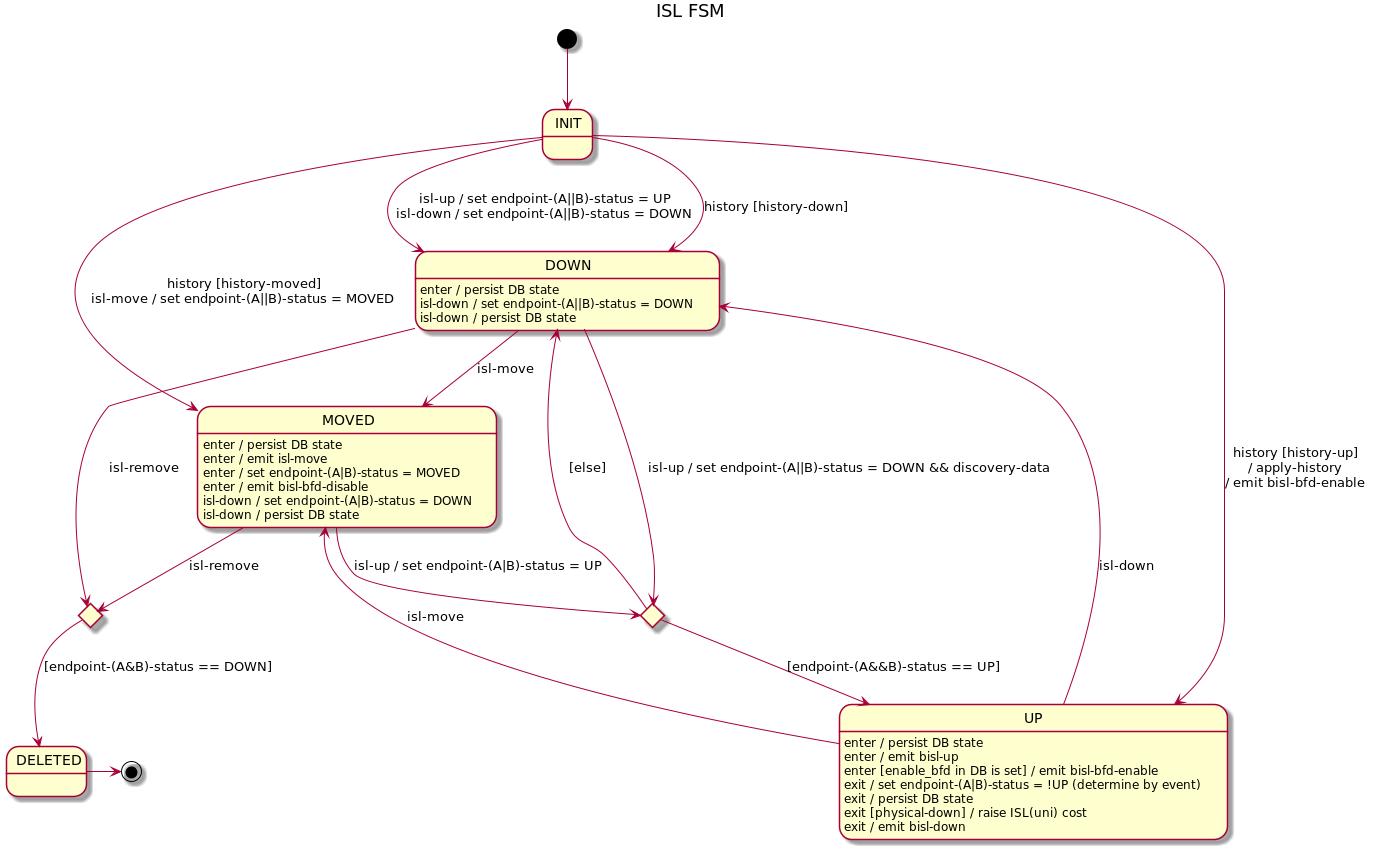 ISL FSM
INIT
isl-up / set endpoint-(A||B)-status = UP
isl-down / set endpoint-(A||B)-status = DOWN
history [history-down]
history [history-moved]
isl-move / set endpoint-(A||B)-status = MOVED
DOWN
enter / persist DB state
isl-down / set endpoint-(A||B)-status = DOWN
isl-down / persist DB state
isl-move
MOVED
enter / persist DB state
enter / emit isl-move
enter / set endpoint-(A|B)-status = MOVED
enter / emit bisl-bfd-disable
isl-down / set endpoint-(A|B)-status = DOWN
isl-down / persist DB state
isl-remove
[else]
isl-up / set endpoint-(A||B)-status = DOWN && discovery-data
history [history-up]
/ apply-history
/ emit bisl-bfd-enable
isl-remove
isl-up / set endpoint-(A|B)-status = UP
isl-down
isl-move
[endpoint-(A&B)-status == DOWN]
[endpoint-(A&&B)-status == UP]
UP
enter / persist DB state
enter / emit bisl-up
enter [enable_bfd in DB is set] / emit bisl-bfd-enable
exit / set endpoint-(A|B)-status = !UP (determine by event)
exit / persist DB state
exit [physical-down] / raise ISL(uni) cost
exit / emit bisl-down
DELETED